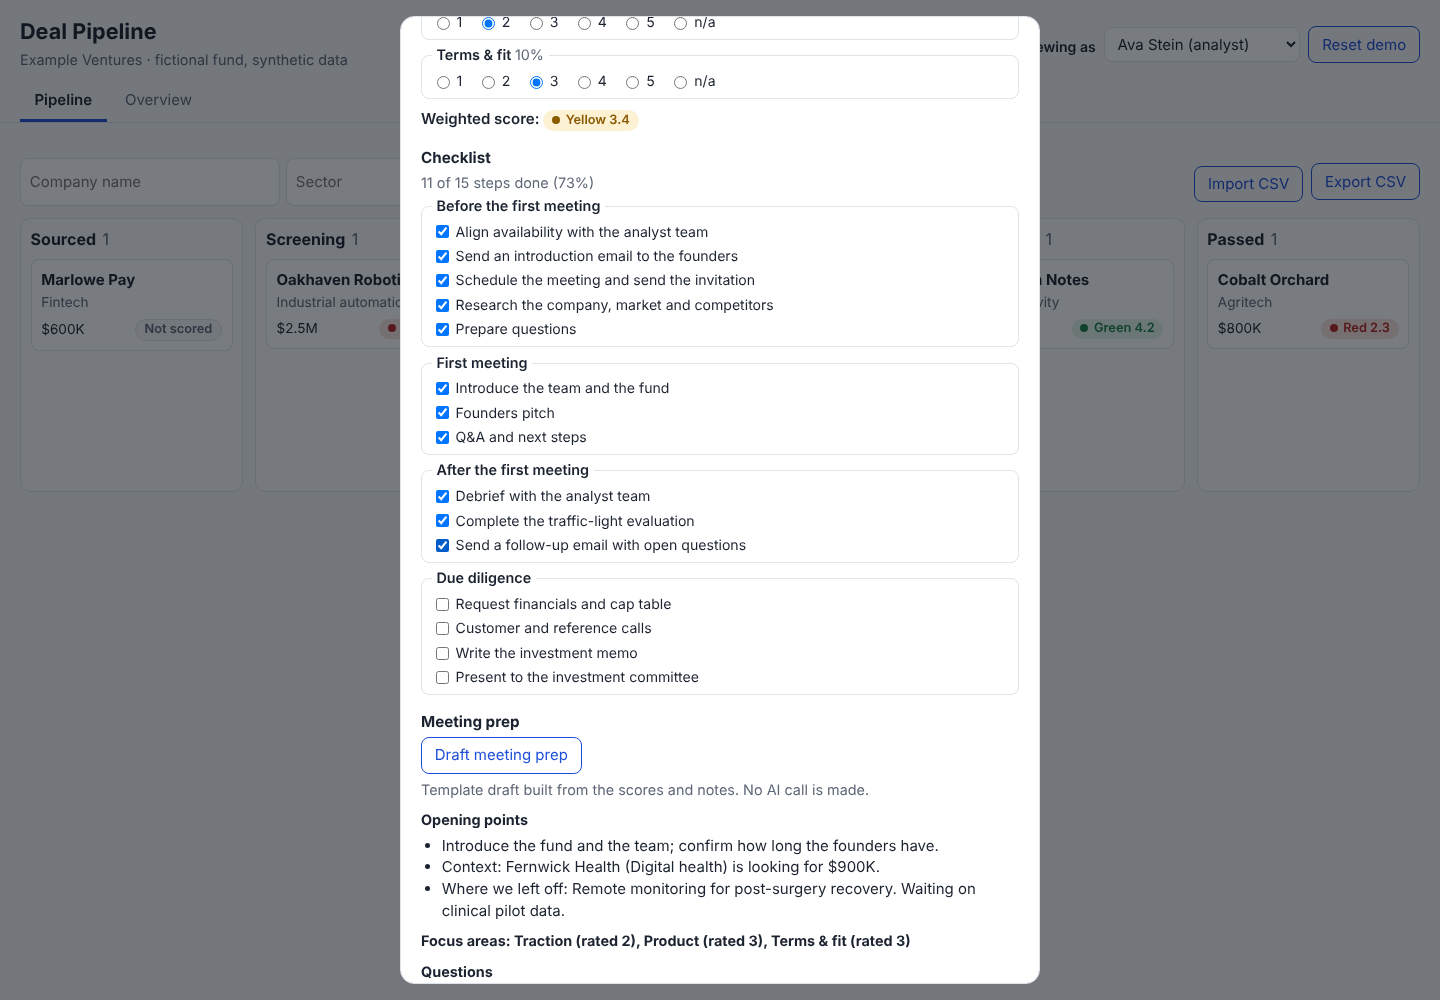 Deal Pipeline
Example Ventures · fictional fund, synthetic data
ewing as
Ava Stein (analyst)
Reset demo
Pipeline
Overview
Company name
Sector
Import CSV
Export CSV
Sourced 1
Marlowe Pay
Fintech
$600K
Not scored
Screening 1
Oakhaven Roboti
Industrial automatic
$2.5M
1 2 3 4 5 n/a
Terms & fit 10%
1 2 3 4 5 n/a
Weighted score: Yellow 3.4
Checklist
11 of 15 steps done (73%)
Before the first meeting
Align availability with the analyst team
Send an introduction email to the founders
Schedule the meeting and send the invitation
Research the company, market and competitors
Prepare questions
First meeting
Introduce the team and the fund
Founders pitch
Q&A and next steps
After the first meeting
Debrief with the analyst team
Complete the traffic-light evaluation
Send a follow-up email with open questions
Due diligence
Request financials and cap table
Customer and reference calls
Write the investment memo
Present to the investment committee
Meeting prep
Draft meeting prep
Template draft built from the scores and notes. No AI call is made.
Opening points
• Introduce the fund and the team; confirm how long the founders have.
• Context: Fernwick Health (Digital health) is looking for $900K.
• Where we left off: Remote monitoring for post-surgery recovery. Waiting on
clinical pilot data.
Focus areas: Traction (rated 2), Product (rated 3), Terms & fit (rated 3)
Questions
1
Notes
vity
Green 4.2
Passed 1
Cobalt Orchard
Agritech
$800K
Red 2.3